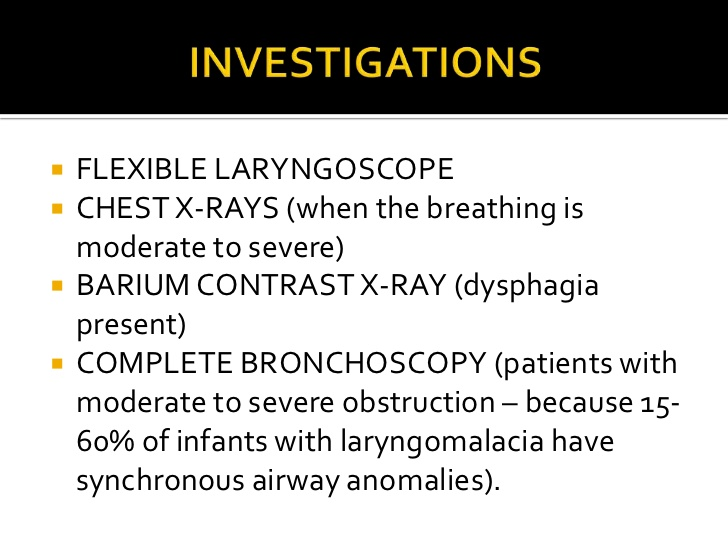 INVESTIGATIONS
FLEXIBLE LARYNGOSCOPE
CHEST X-RAYS (when the breathing is
moderate to severe)
BARIUM CONTRAST X-RAY (dysphagia
present)
COMPLETE BRONCHOSCOPY (patients with
moderate to severe obstruction – because 15-
60% of infants with laryngomalacia have
synchronous airway anomalies).